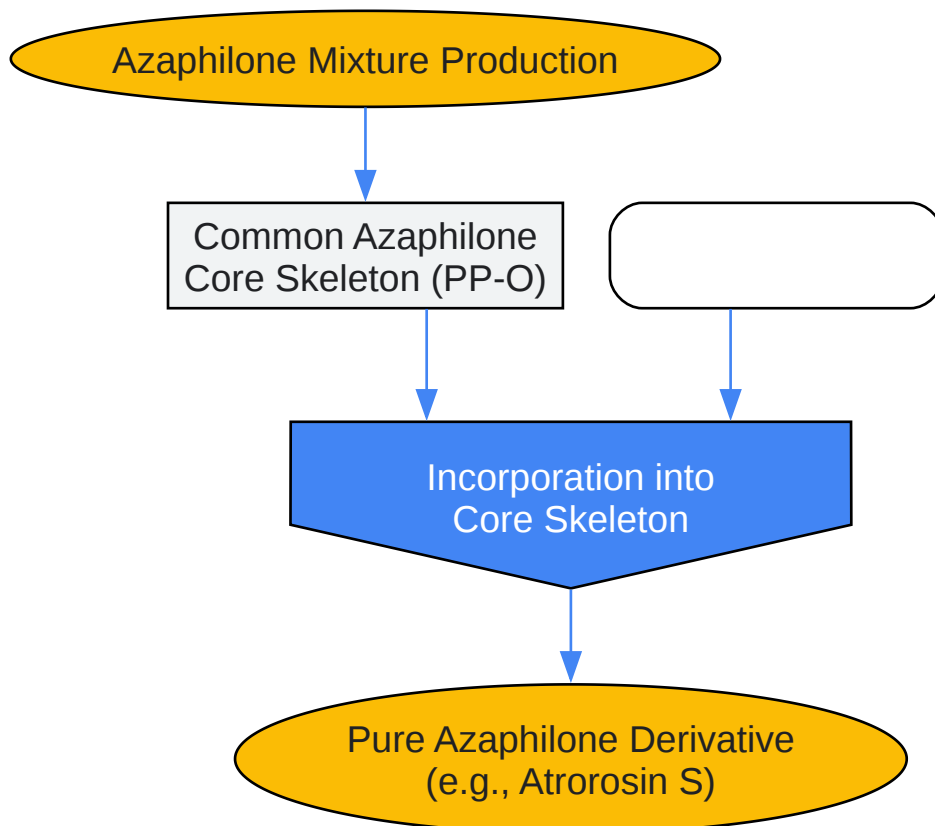 Azaphilone Mixture Production
Common Azaphilone
Core Skeleton (PP-O)
Incorporation into
Core Skeleton
Pure Azaphilone Derivative
(e.g., Atrorosin S)